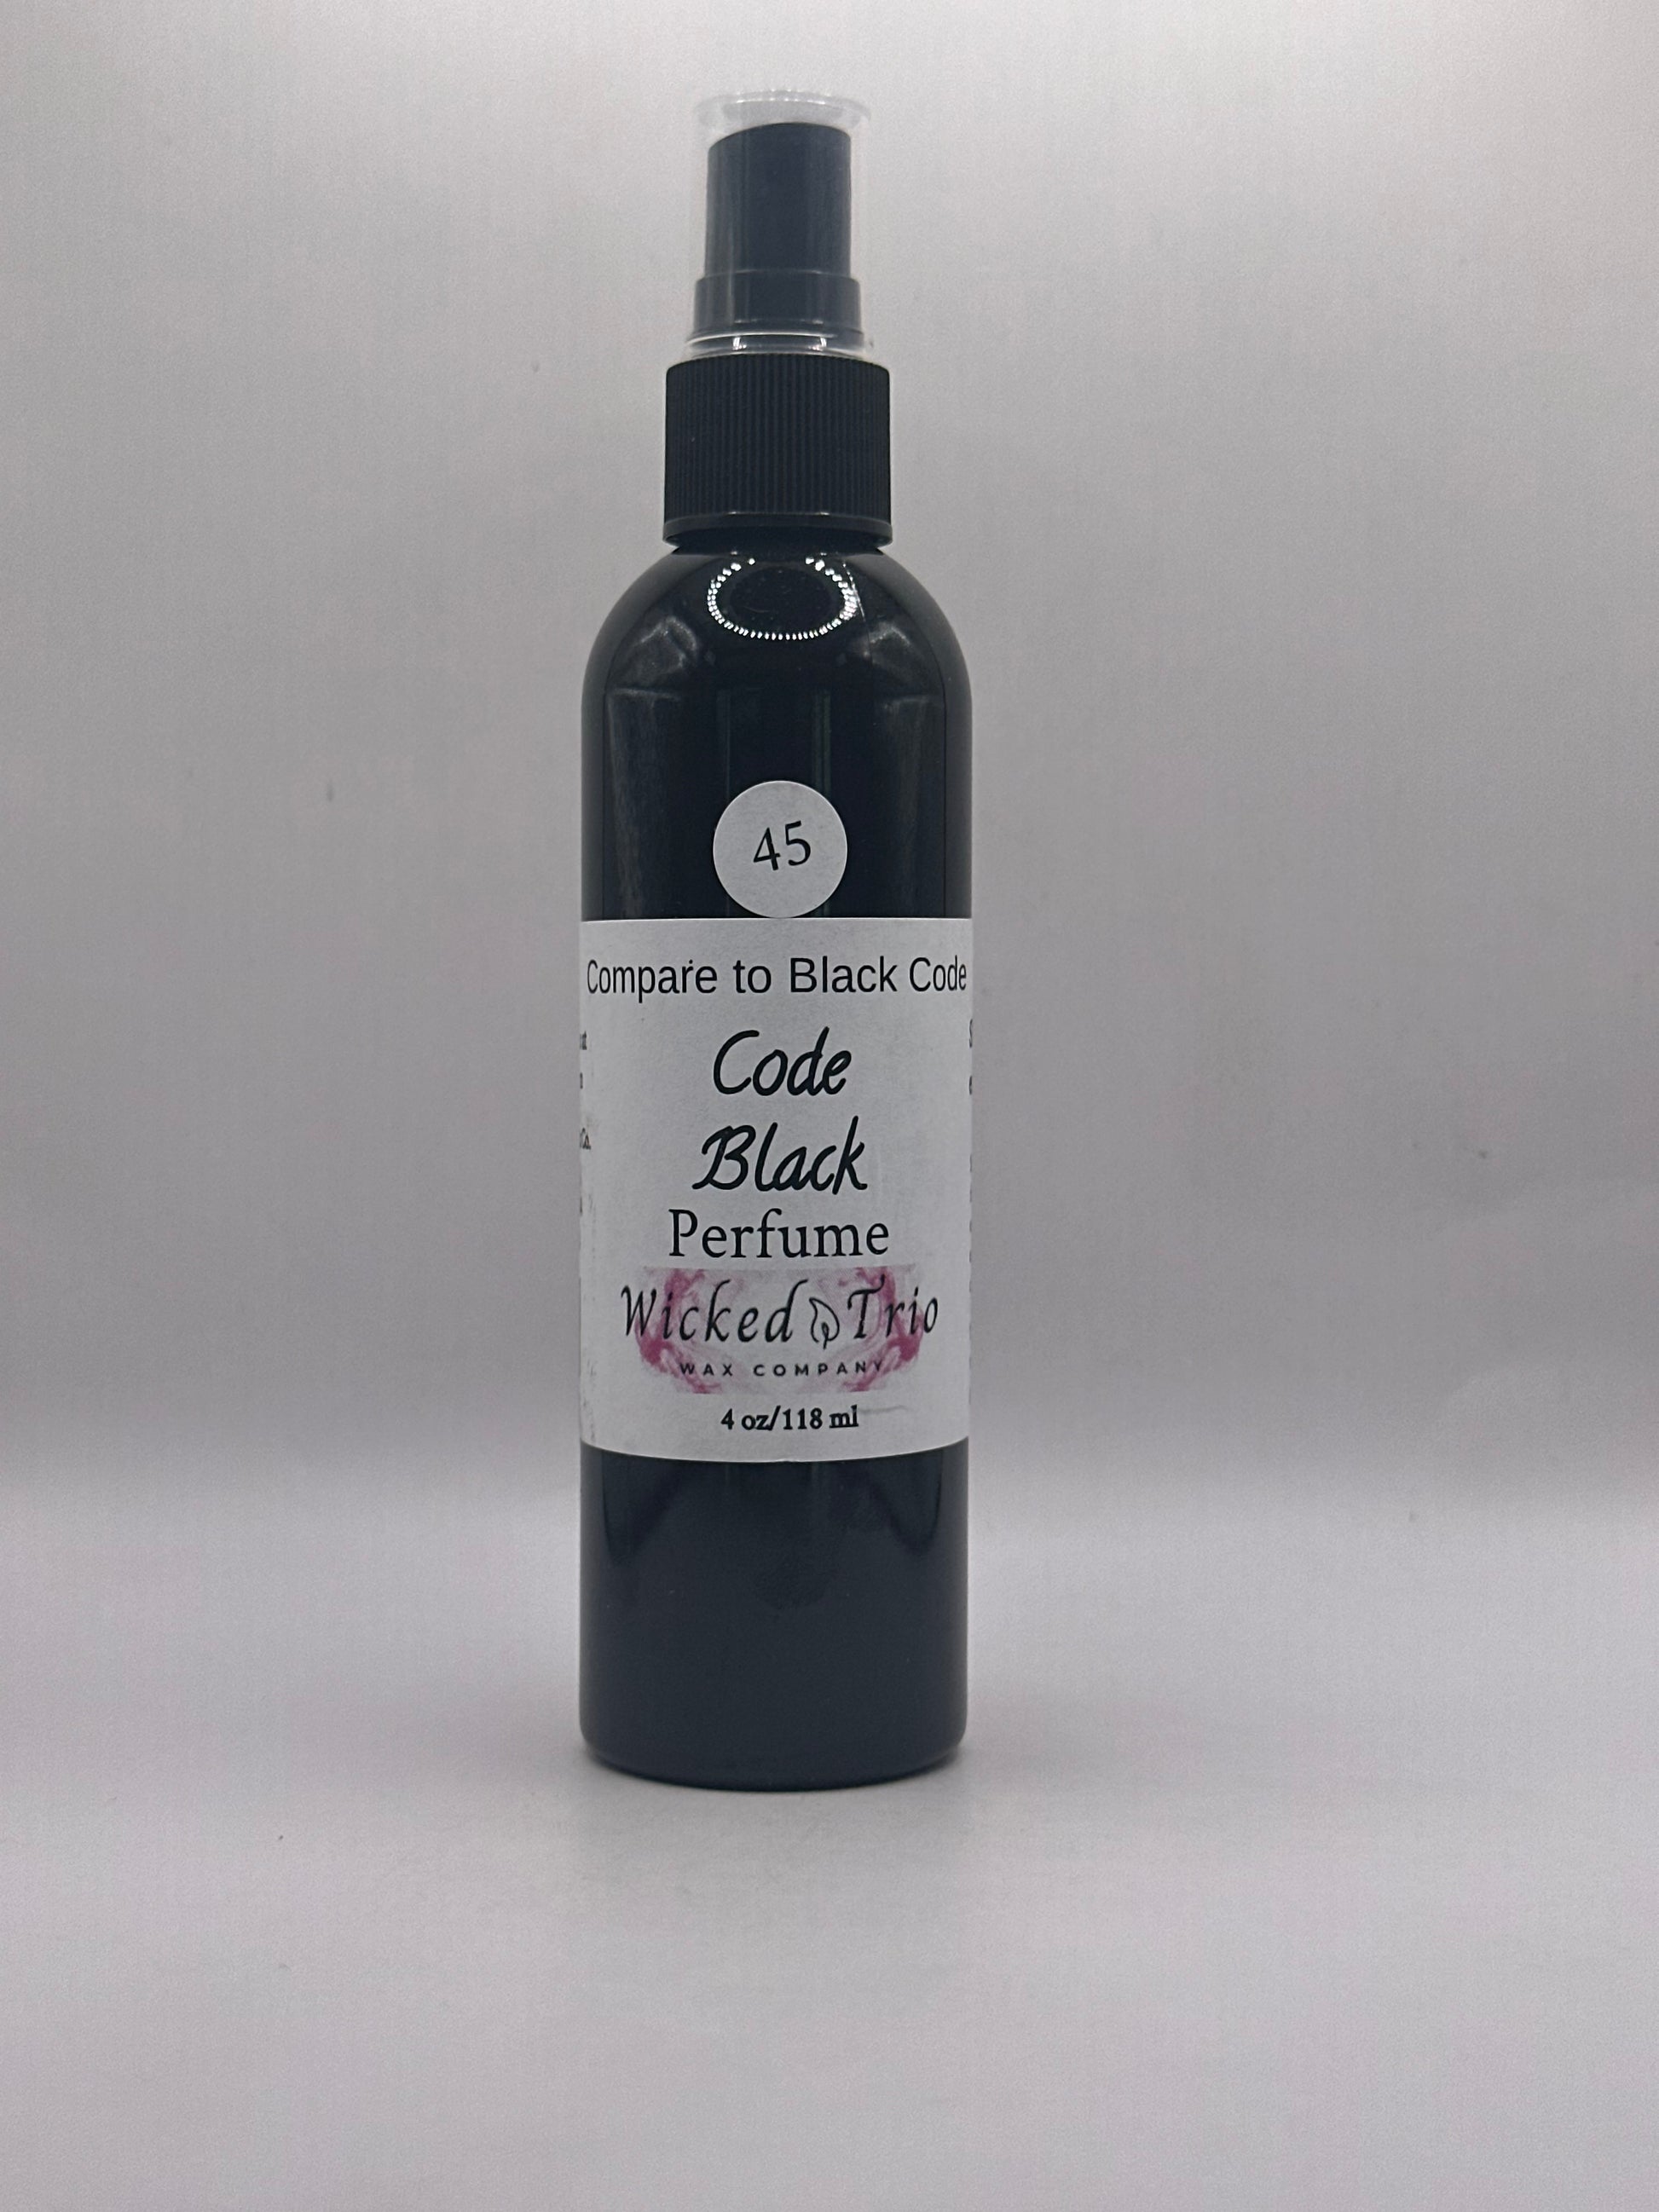 45
Compare to Black Code
Code
Black
Perfume
Wicked Trio
WAX COMPANY
4 oz/118 ml